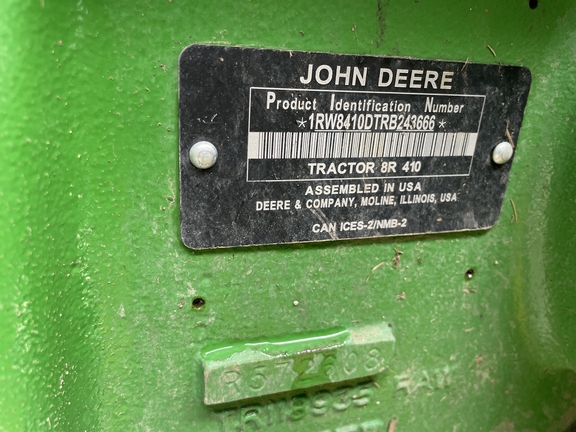 JOHN DEERE
Product Identification Number
*1RW8410DTRB243666*
TRACTOR 8R 410
ASSEMBLED IN USA
DEERE & COMPANY, MOLINE, ILLINOIS, USA
CAN ICES-2/NMB-2
R672608